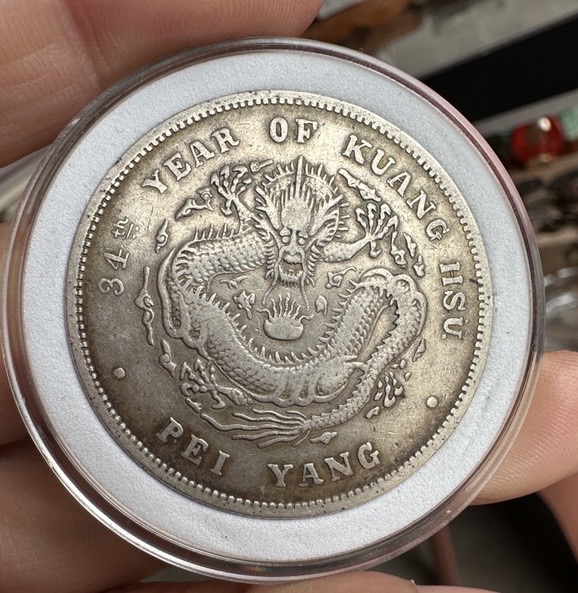 34th YEAR OF KUANG HSU
PEI YANG